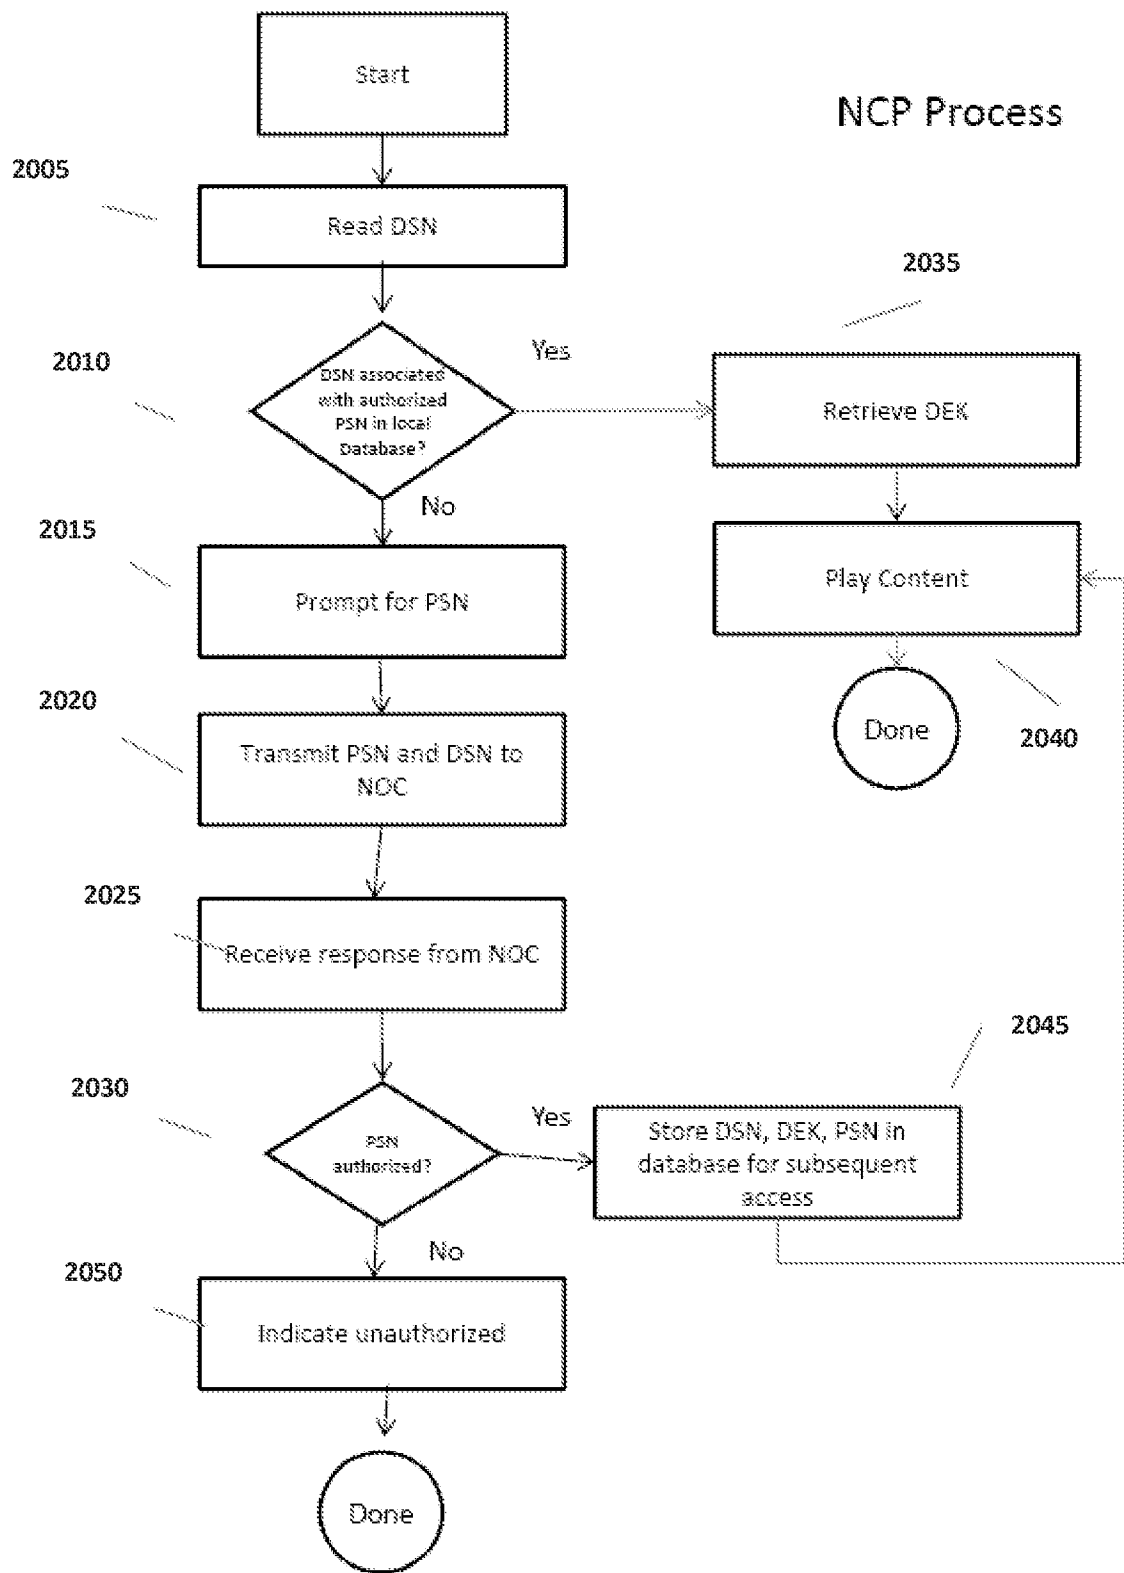 Start
NCP Process
2005
Read DSN
2035
2010
Yes
DSN associated
with authorized
PSN in local
Database?
Retrieve DEK
No
2015
Prompt for PSN
Play Content
2020
Transmit PSN and DSN to
NOC
Done
2040
2025
Receive response from NOC
2045
2030
Yes
PSN
authorized?
Store DSN, DEK, PSN in
database for subsequent
access
No
2050
Indicate unauthorized
Done